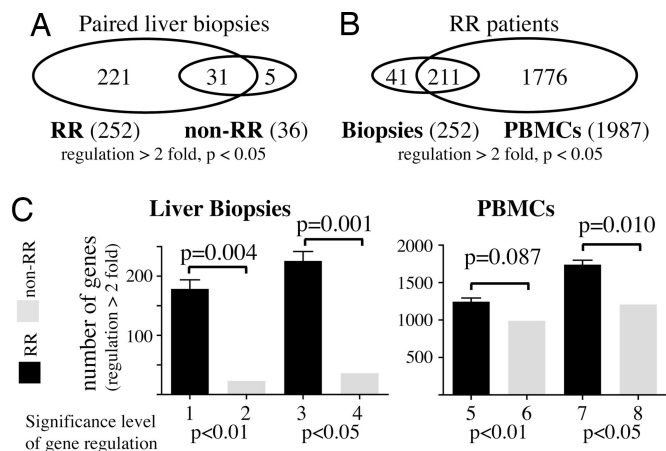 A
Paired liver biopsies
221 31 5
RR (252) non-RR (36)
regulation > 2 fold, p < 0.05
B
RR patients
41 211 1776
Biopsies (252) PBMCs (1987)
regulation > 2 fold, p < 0.05
C
Liver Biopsies
number of genes
(regulation > 2 fold)
non-RR
RR
p=0.004
p=0.001
200
100
1 2 3 4
p<0.01 p<0.05
PBMCs
p=0.087
p=0.010
2000
1500
1000
500
5 6 7 8
p<0.01 p<0.05
Significance level
of gene regulation